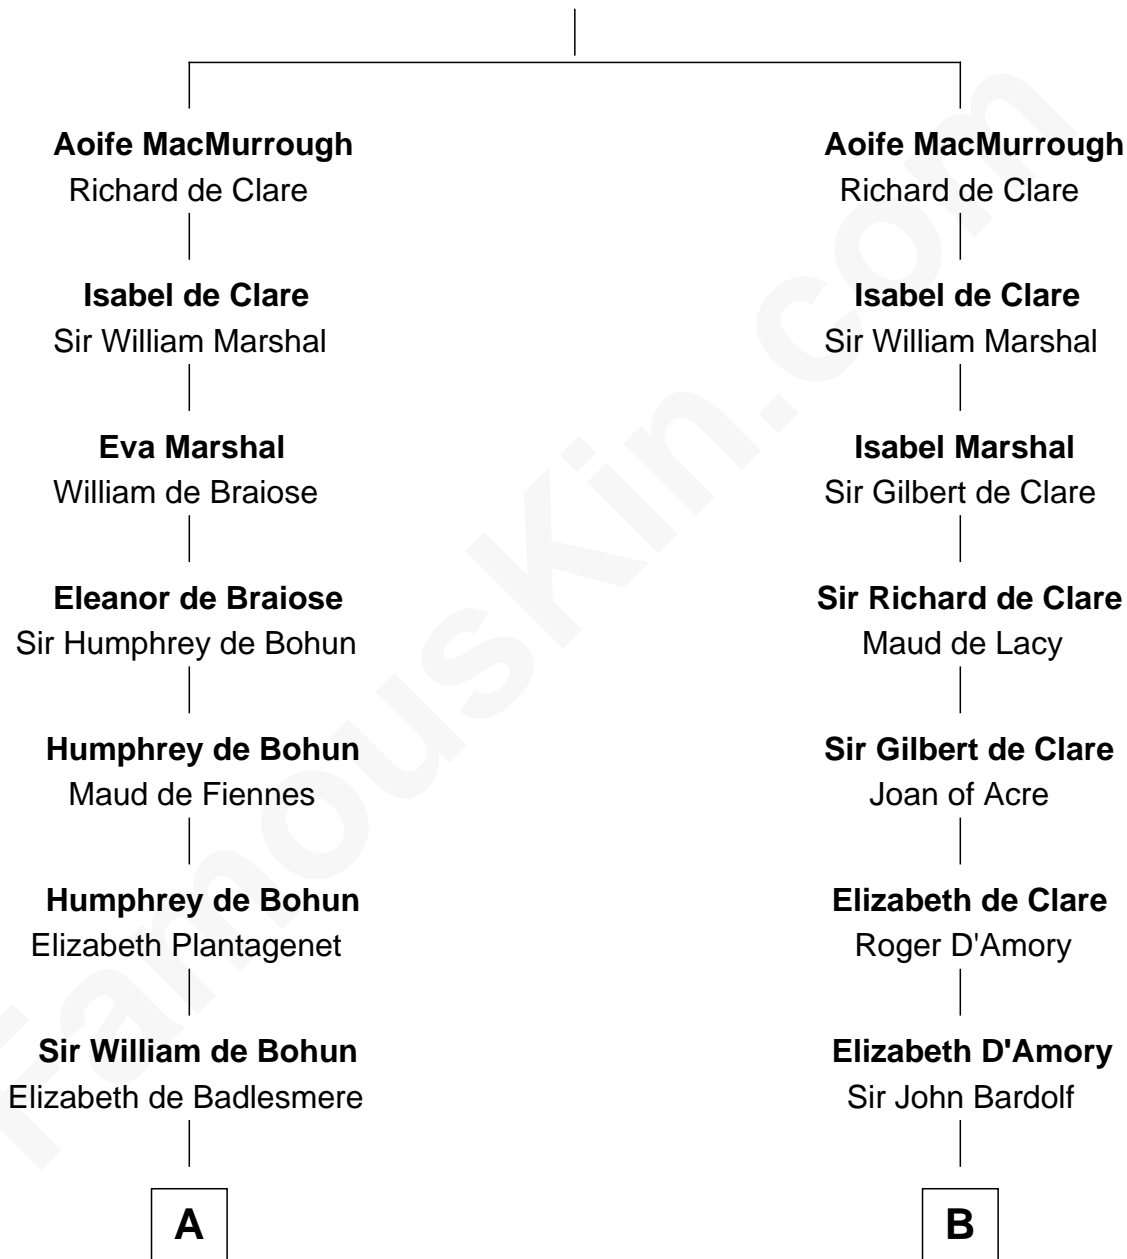 Aoife MacMurrough
Richard de Clare
Isabel de Clare
Sir William Marshal
Eva Marshal
William de Braiose
Eleanor de Braiose
Sir Humphrey de Bohun
Humphrey de Bohun
Maud de Fiennes
Humphrey de Bohun
Elizabeth Plantagenet
Sir William de Bohun
Elizabeth de Badlesmere
A
Aoife MacMurrough
Richard de Clare
Isabel de Clare
Sir William Marshal
Isabel Marshal
Sir Gilbert de Clare
Sir Richard de Clare
Maud de Lacy
Sir Gilbert de Clare
Joan of Acre
Elizabeth de Clare
Roger D'Amory
Elizabeth D'Amory
Sir John Bardolf
B
FamousKin.com